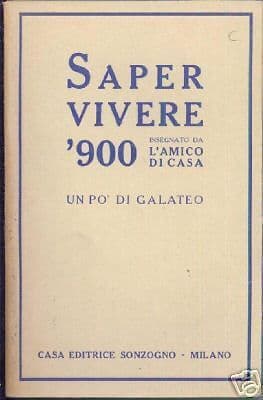 C
SAPER
VIVERE
'900
INSEGNATO DA
L'AMICO
DI CASA
UN PO' DI GALATEO
CASA EDITRICE SONZOGNO - MILANO